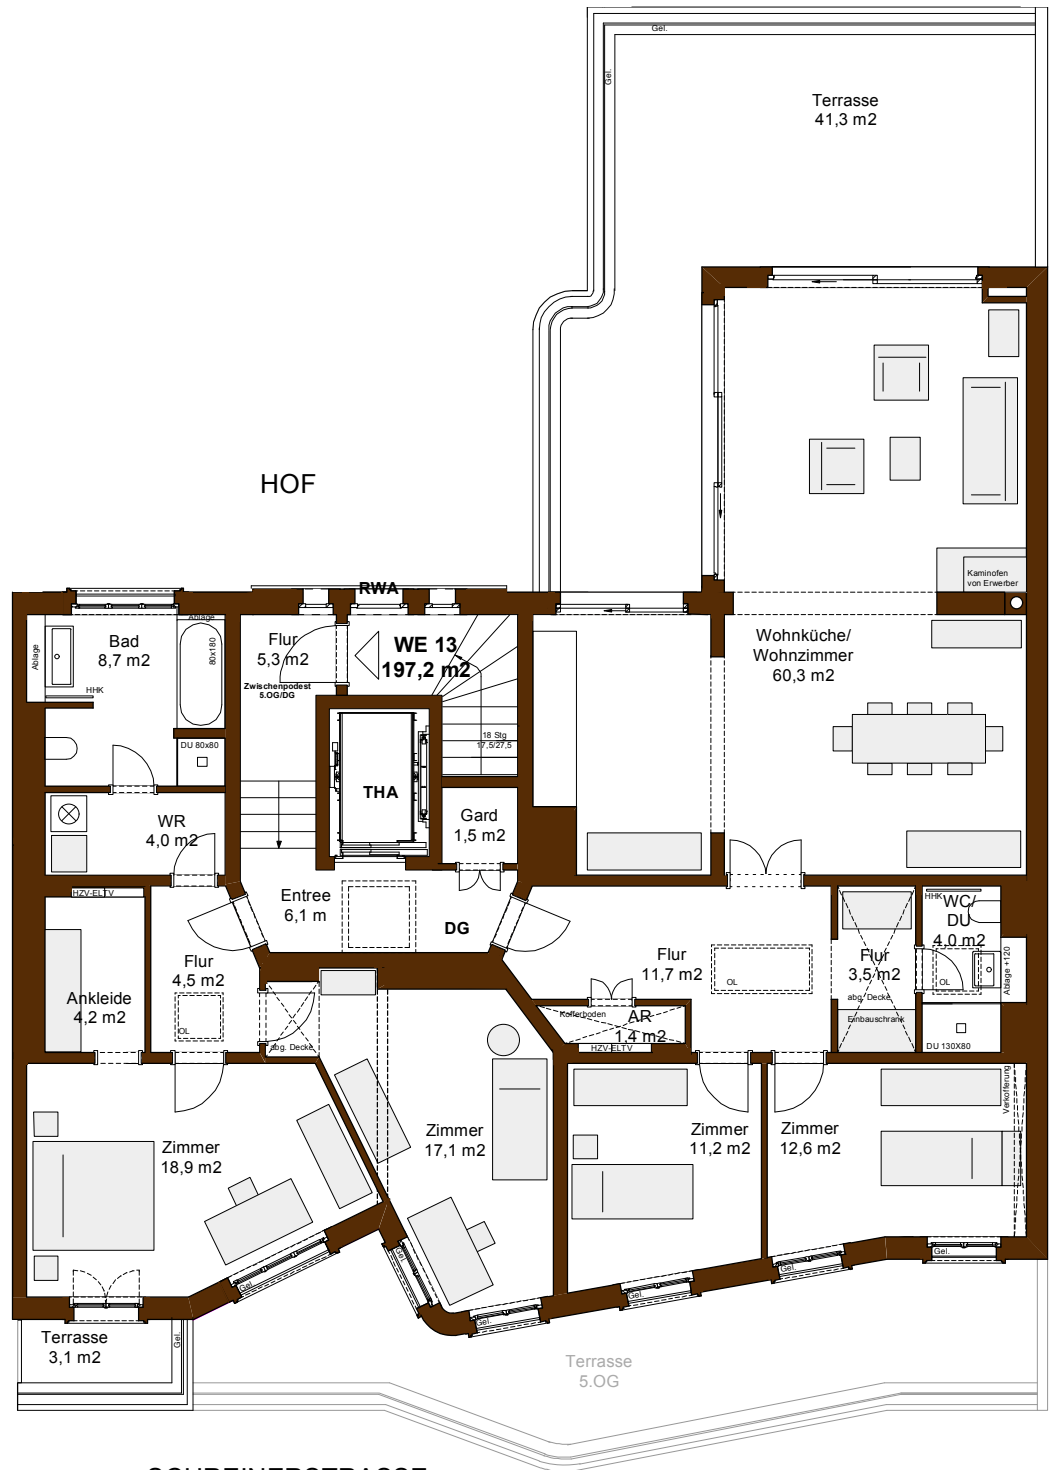 Gel.
Gel.
Terrasse
41,3 m2
HOF
Kaminofen
von Erwerber
RWA
Ablage
Bad
8,7 m2
Ablage
80x180
HHK
DU 80x80
Flur
5,3 m2
Zwischenpodest
5.OG/DG
WE 13
197,2 m2
18 Stg
17,5/27,5
Wohnküche/
Wohnzimmer
60,3 m2
THA
WR
4,0 m2
Gard
1,5 m2
HZV-ELTV
Entree
6,1 m
DG
HHK
WC/
DU
4,0 m2
Flur
4,5 m2
OL
Flur
11,7 m2
OL
Flur
3,5 m2
abg. Decke
Einbauschrank
OL
Ablage +120
Ankleide
4,2 m2
abg. Decke
Kofferboden
AR
1,4 m2
HZV-ELTV
DU 130X80
Verkofferung
Zimmer
18,9 m2
Zimmer
17,1 m2
Zimmer
11,2 m2
Zimmer
12,6 m2
Gel.
Gel.
Gel.
Gel.
Gel.
Gel.
Terrasse
3,1 m2
Gel.
Terrasse
5.OG
SCHREINERSTRASSE